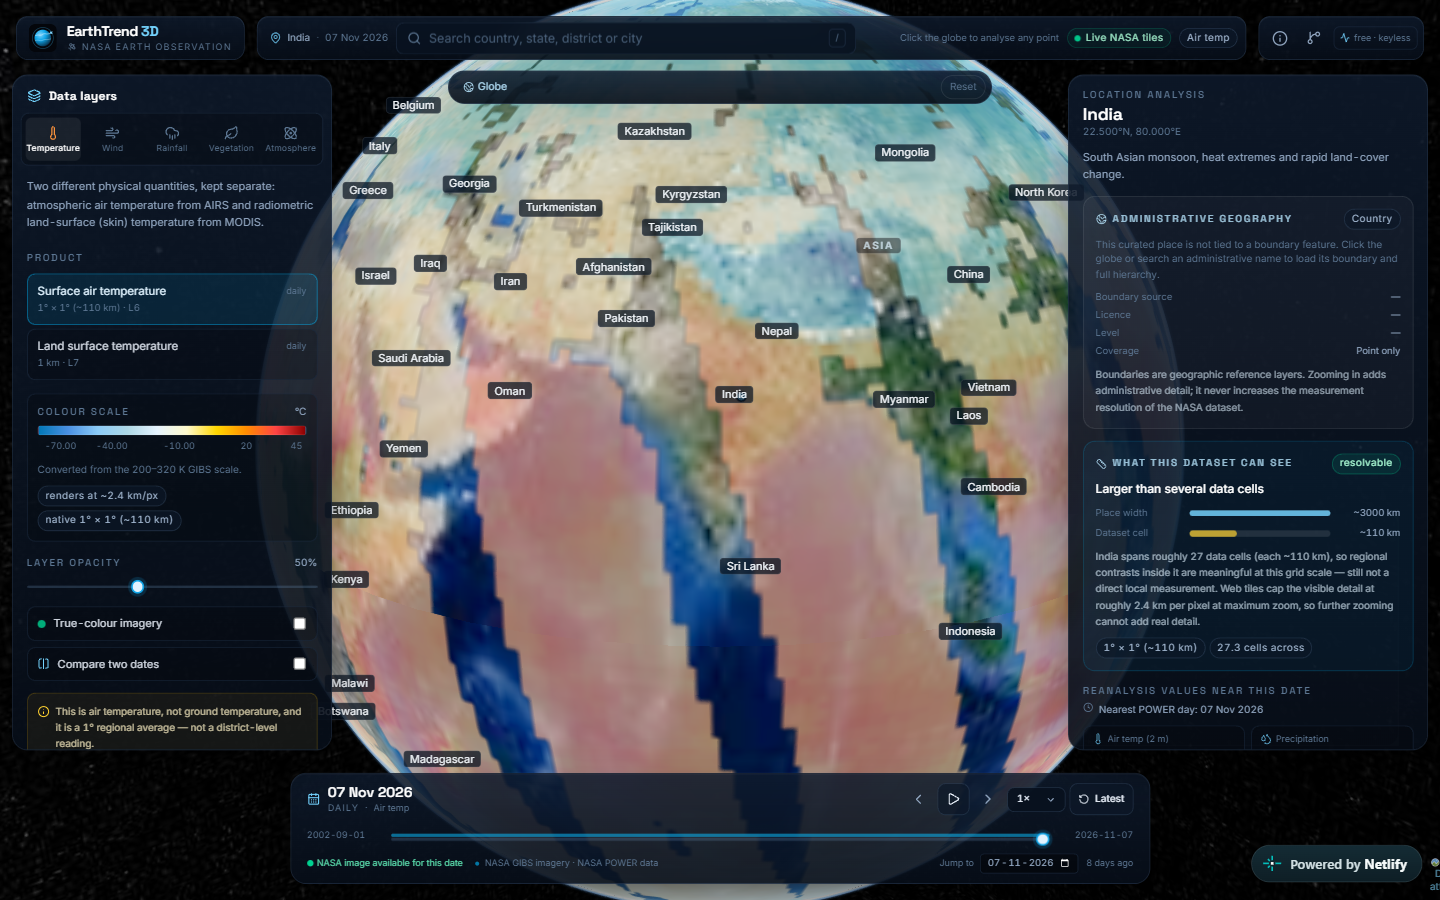 EarthTrend 3D
NASA EARTH OBSERVATION
India · 07 Nov 2026
Search country, state, district or city
/
Click the globe to analyse any point
Live NASA tiles
Air temp
free · keyless
Globe
Reset
Data layers
Temperature
Wind
Rainfall
Vegetation
Atmosphere
Two different physical quantities, kept separate:
atmospheric air temperature from AIRS and radiometric
land-surface (skin) temperature from MODIS.
PRODUCT
Surface air temperature
daily
1° × 1° (~110 km) · L6
Land surface temperature
daily
1 km · L7
COLOUR SCALE
°C
-70.00
-40.00
-10.00
20
45
Converted from the 200–320 K GIBS scale.
renders at ~2.4 km/px
native 1° × 1° (~110 km)
LAYER OPACITY
50%
True-colour imagery
Compare two dates
This is air temperature, not ground temperature, and
it is a 1° regional average — not a district-level
reading.
Belgium
Italy
Greece
Georgia
Turkmenistan
Kazakhstan
Kyrgyzstan
Tajikistan
Mongolia
North Korea
ASIA
Israel
Iraq
Iran
Afghanistan
China
Pakistan
Nepal
Saudi Arabia
Oman
India
Myanmar
Vietnam
Laos
Yemen
Cambodia
Ethiopia
Sri Lanka
Kenya
Indonesia
Malawi
Botswana
Madagascar
LOCATION ANALYSIS
India
22.500°N, 80.000°E
South Asian monsoon, heat extremes and rapid land-cover
change.
ADMINISTRATIVE GEOGRAPHY
Country
This curated place is not tied to a boundary feature. Click the
globe or search an administrative name to load its boundary and
full hierarchy.
Boundary source —
Licence —
Level —
Coverage Point only
Boundaries are geographic reference layers. Zooming in adds
administrative detail; it never increases the measurement
resolution of the NASA dataset.
WHAT THIS DATASET CAN SEE
resolvable
Larger than several data cells
Place width ~3000 km
Dataset cell ~110 km
India spans roughly 27 data cells (each ~110 km), so regional
contrasts inside it are meaningful at this grid scale — still not a
direct local measurement. Web tiles cap the visible detail at
roughly 2.4 km per pixel at maximum zoom, so further zooming
cannot add real detail.
1° × 1° (~110 km)
27.3 cells across
REANALYSIS VALUES NEAR THIS DATE
Nearest POWER day: 07 Nov 2026
Air temp (2 m)
Precipitation
07 Nov 2026
DAILY · Air temp
1×
Latest
2002-09-01
2026-11-07
NASA image available for this date
NASA GIBS imagery · NASA POWER data
Jump to
07-11-2026
8 days ago
Powered by Netlify